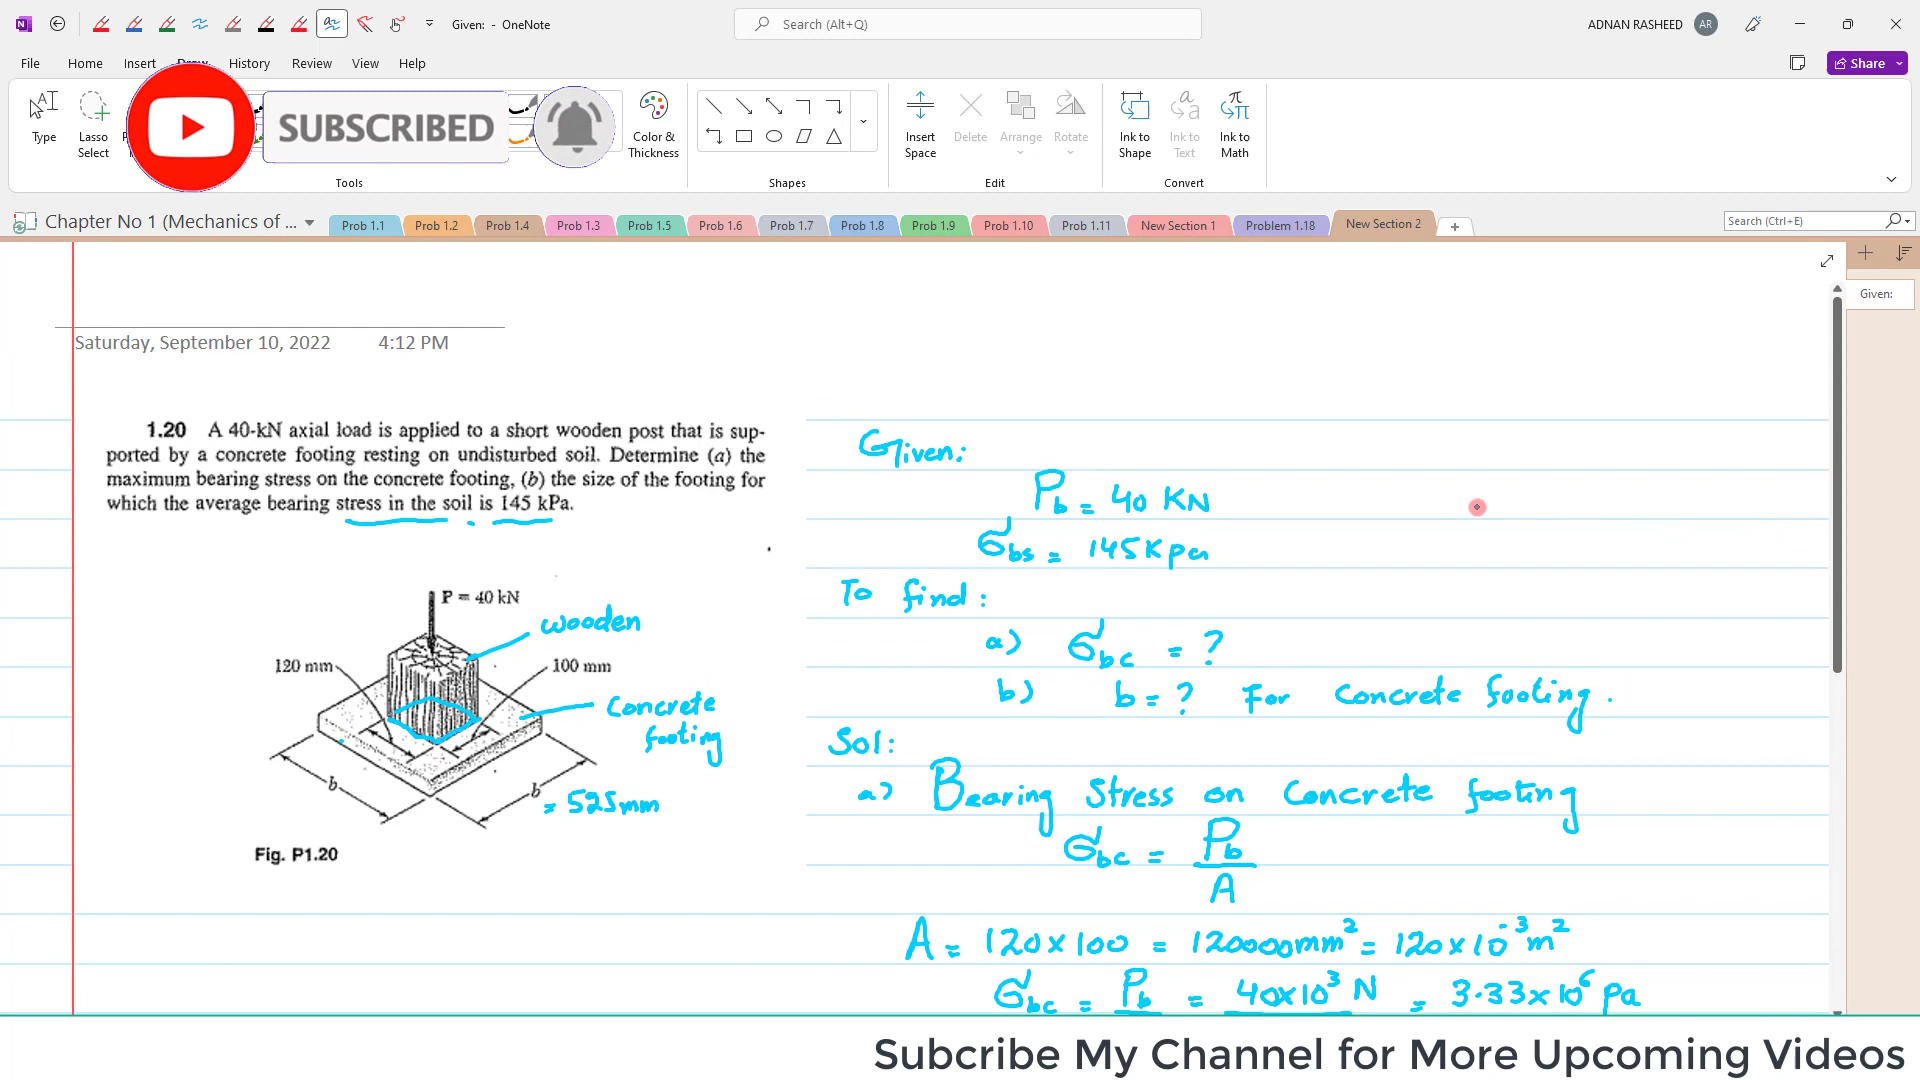 Given: - OneNote
Search (Alt+Q)
ADNAN RASHEED
AR
File Home Insert History Review View Help
Share
Type
Lasso Select
SUBSCRIBED
Color & Thickness
Insert Space
Delete
Arrange
Rotate
Ink to Shape
Ink to Text
Ink to Math
Tools
Shapes
Edit
Convert
Chapter No 1 (Mechanics of ...
Prob 1.1 Prob 1.2 Prob 1.4 Prob 1.3 Prob 1.5 Prob 1.6 Prob 1.7 Prob 1.8 Prob 1.9 Prob 1.10 Prob 1.11 New Section 1 Problem 1.18 New Section 2
Search (Ctrl+E)
Given:
Saturday, September 10, 2022 4:12 PM
1.20 A 40-kN axial load is applied to a short wooden post that is sup-
ported by a concrete footing resting on undisturbed soil. Determine (a) the
maximum bearing stress on the concrete footing, (b) the size of the footing for
which the average bearing stress in the soil is 145 kPa.
P = 40 kN
wooden
120 mm
100 mm
Concrete
footing
b
b
= 525mm
Fig. P1.20
Given:
Pb = 40 KN
σbs = 145Kpa
To find:
a) σbc = ?
b) b = ? For Concrete footing.
Sol:
a) Bearing Stress on Concrete footing
σbc = Pb
A
A = 120 x 100 = 120000mm² = 120x10⁻³m²
σbc = Pb = 40x10³ N = 3.33x10⁶ pa
Subcribe My Channel for More Upcoming Videos